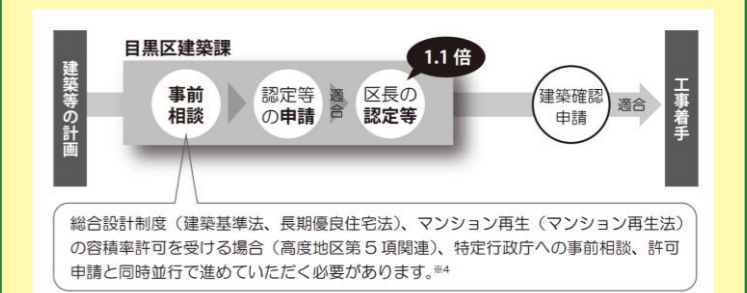 目黒区建築課
1.1 倍
建築等の計画
事前
相談
認定等
の申請
適合
区長の
認定等
建築確認
申請
適合
工事着手
総合設計制度（建築基準法、長期優良住宅法）、マンション再生（マンション再生法）
の容積率許可を受ける場合（高度地区第 5 項関連）、特定行政庁への事前相談、許可
申請と同時並行で進めていただく必要があります。※4